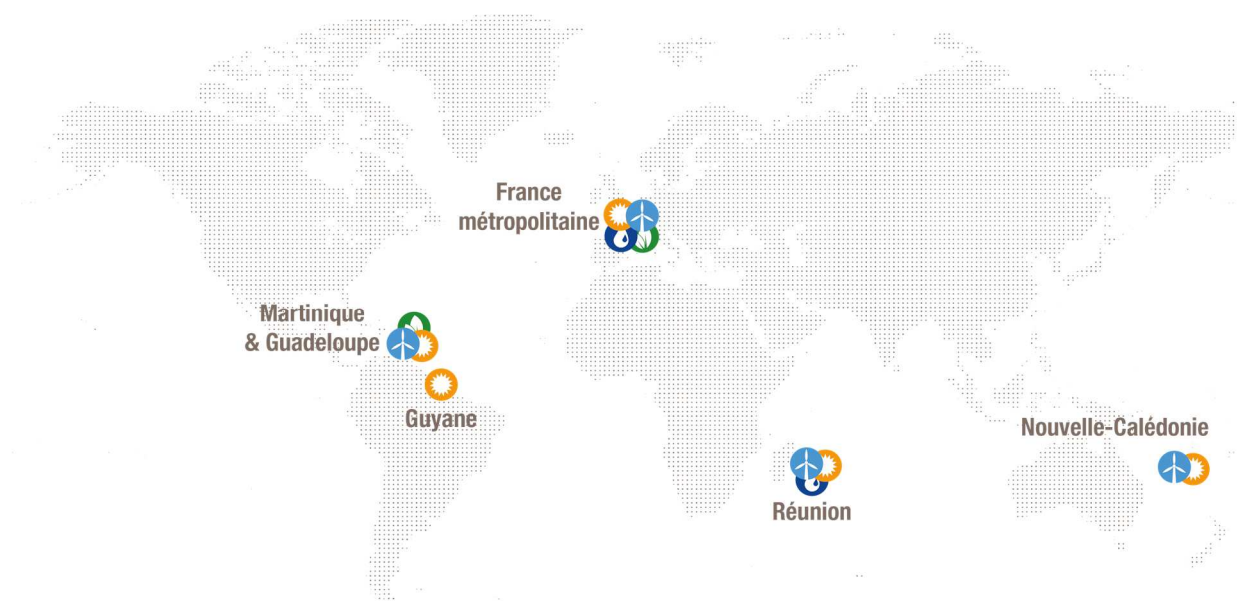 France
métropolitaine
Martinique
& Guadeloupe
Guyane
Nouvelle-Calédonie
Réunion